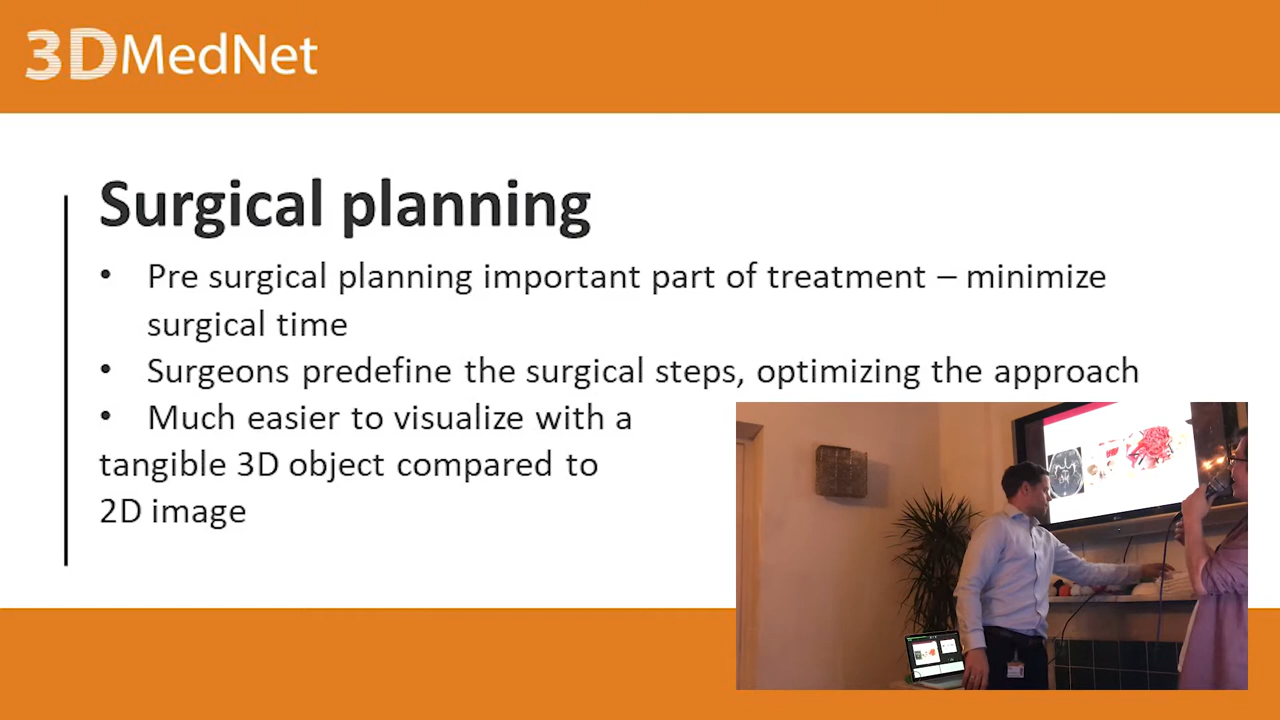 3DMedNet
Surgical planning
• Pre surgical planning important part of treatment – minimize
surgical time
• Surgeons predefine the surgical steps, optimizing the approach
• Much easier to visualize with a
tangible 3D object compared to
2D image